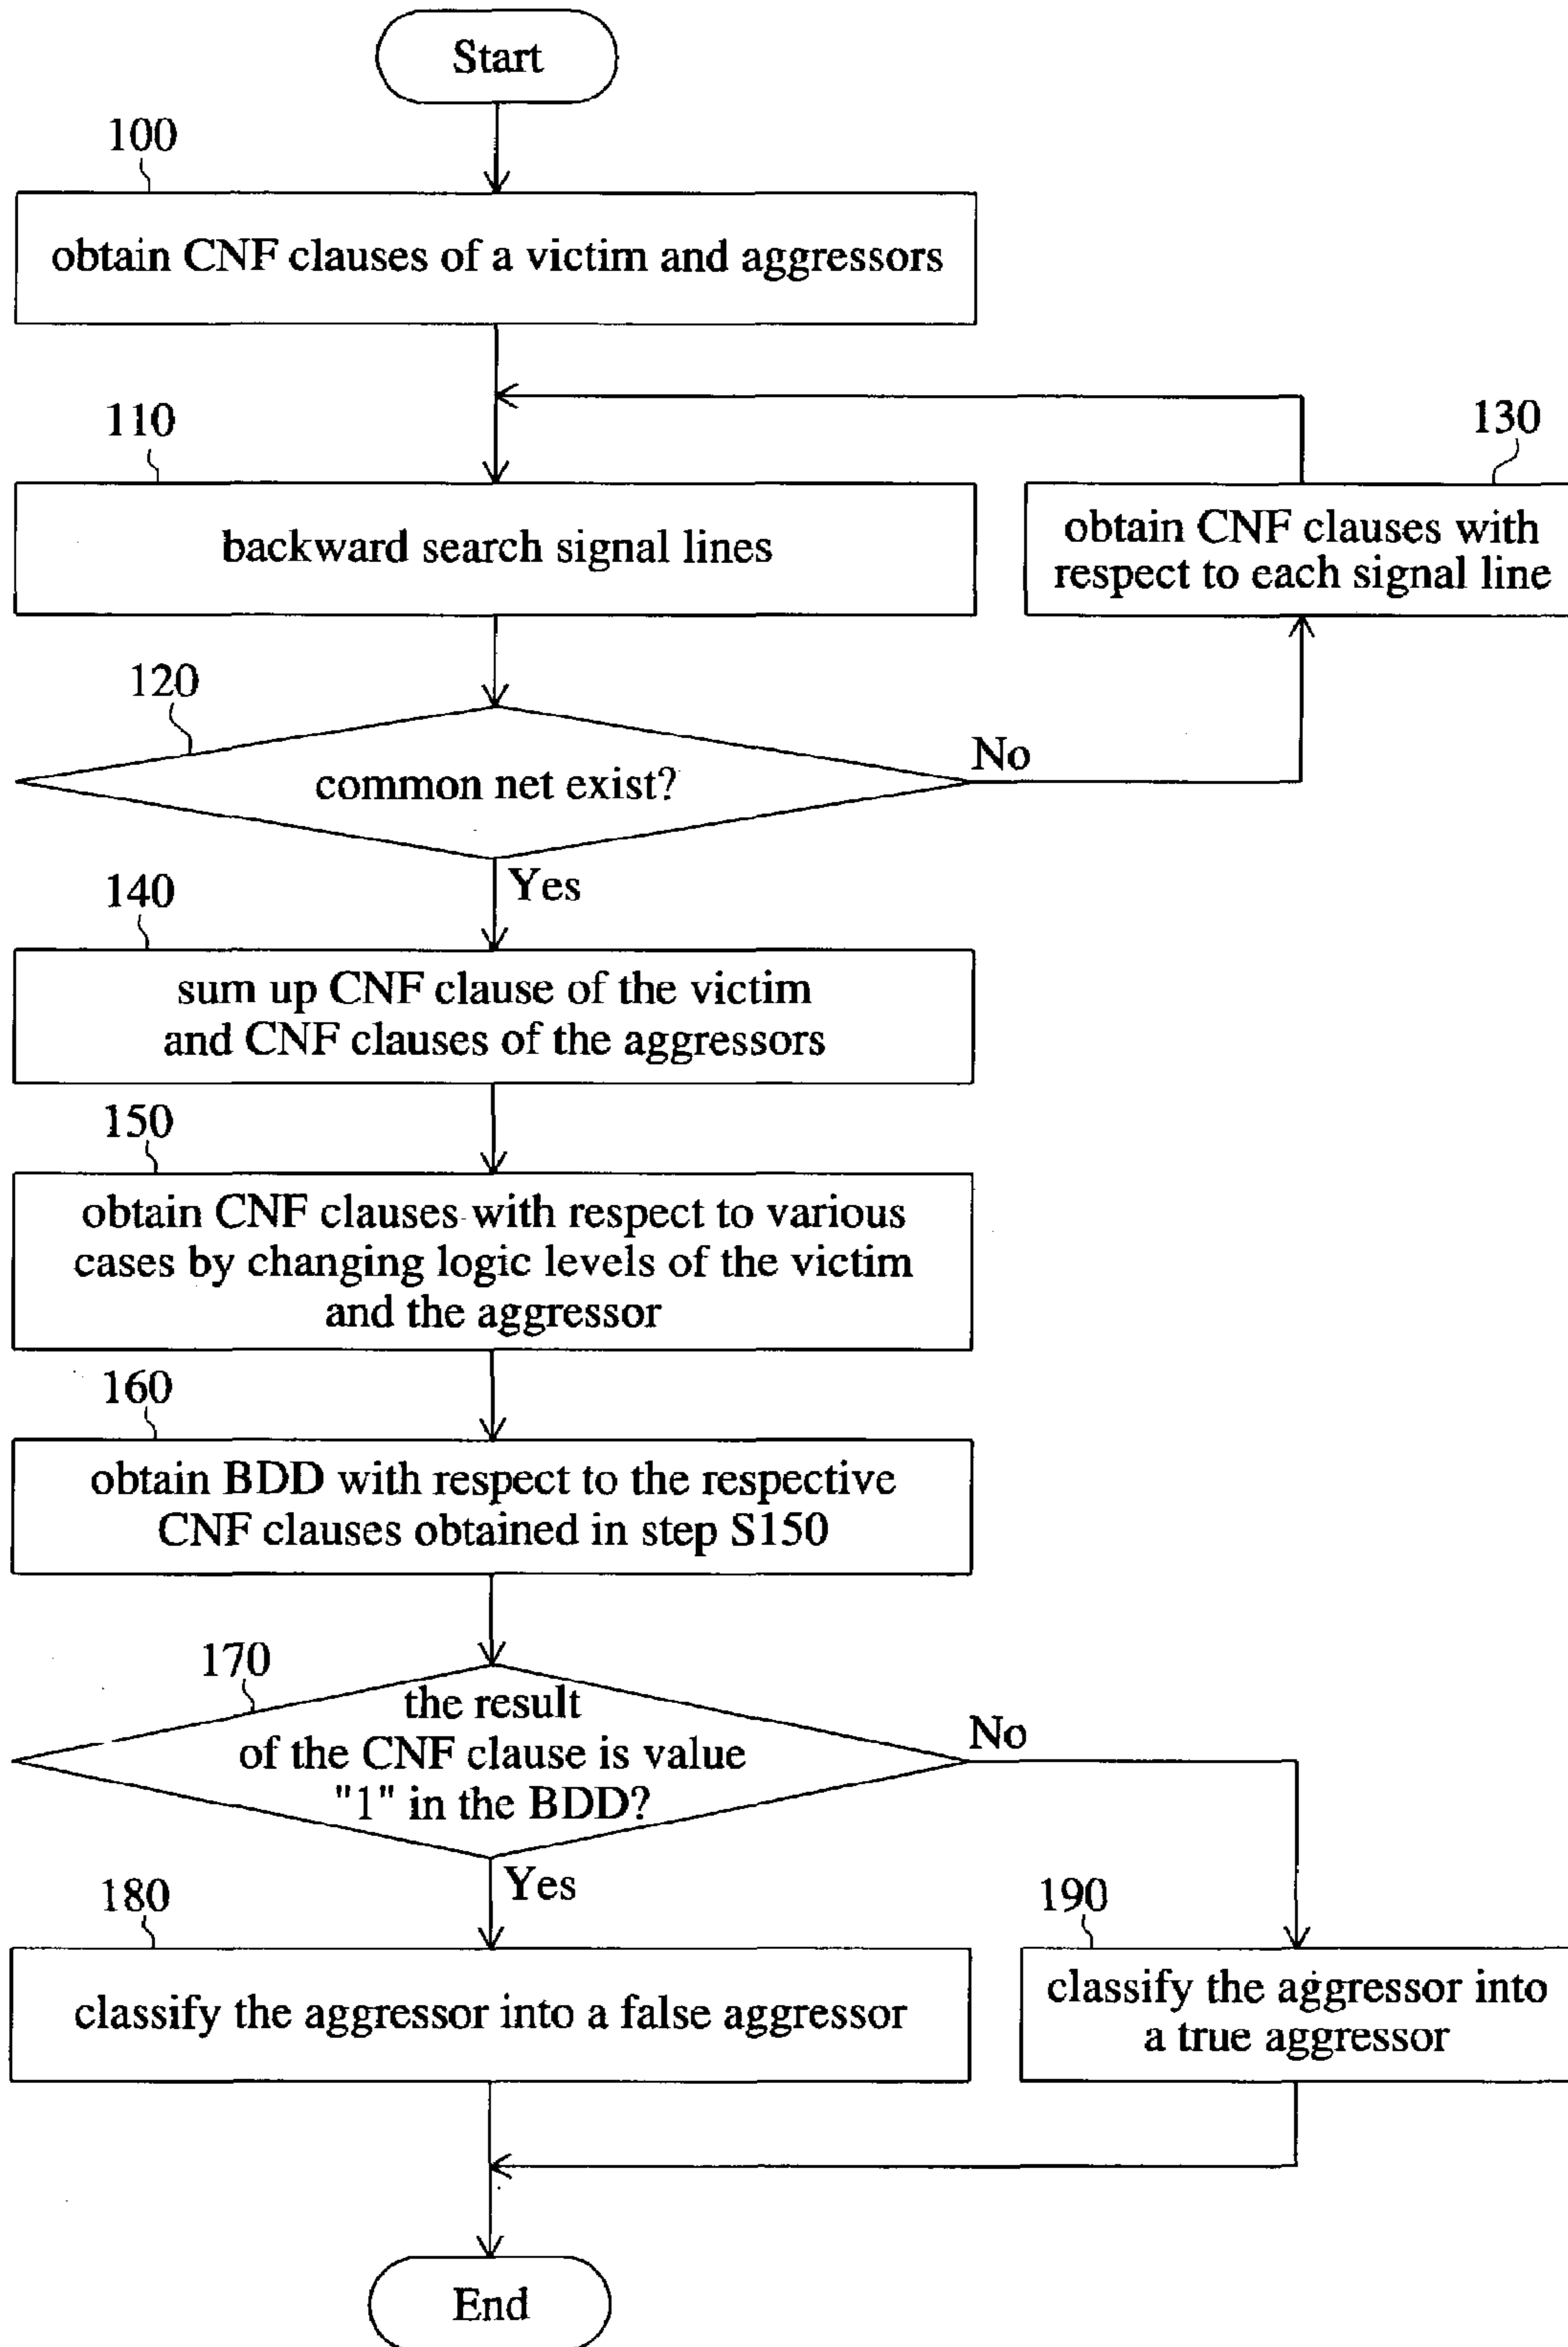 Start
100
obtain CNF clauses of a victim and aggressors
110
backward search signal lines
130
obtain CNF clauses with
respect to each signal line
120
common net exist?
No
Yes
140
sum up CNF clause of the victim
and CNF clauses of the aggressors
150
obtain CNF clauses with respect to various
cases by changing logic levels of the victim
and the aggressor
160
obtain BDD with respect to the respective
CNF clauses obtained in step S150
170
the result
of the CNF clause is value
"1" in the BDD?
No
Yes
180
classify the aggressor into a false aggressor
190
classify the aggressor into
a true aggressor
End